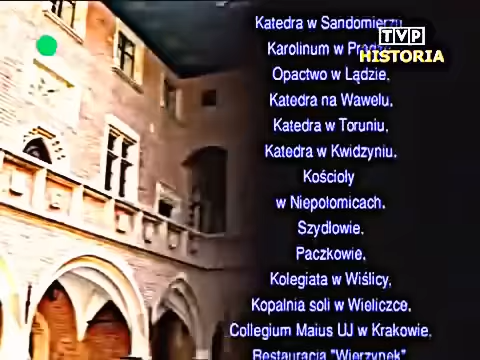 Katedra w Sandomierzu,
TVP
HISTORIA
Karolinum w Pradze,
Opactwo w Lądzie,
Katedra na Wawelu,
Katedra w Toruniu,
Katedra w Kwidzyniu,
Kościoły
w Niepołomicach,
Szydłowie,
Paczkowie,
Kolegiata w Wiślicy,
Kopalnia soli w Wieliczce,
Collegium Maius UJ w Krakowie,
Restauracja "Wierzynek"